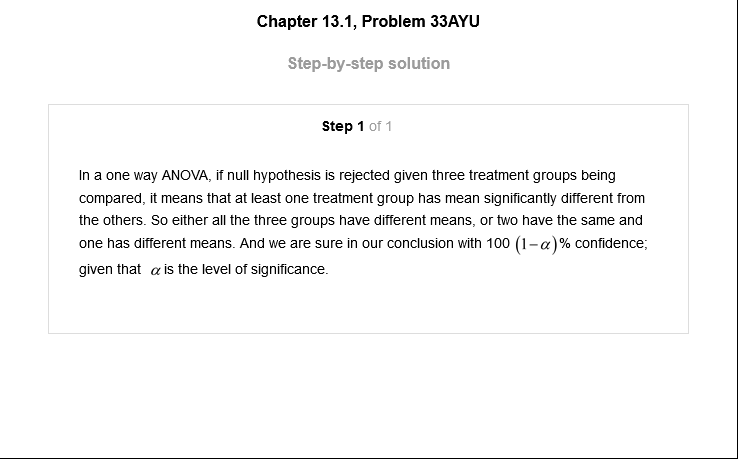 Chapter 13.1, Problem 33AYU
Step-by-step solution
Step 1 of 1
In a one way ANOVA, if null hypothesis is rejected given three treatment groups being
compared, it means that at least one treatment group has mean significantly different from
the others. So either all the three groups have different means, or two have the same and
one has different means. And we are sure in our conclusion with 100 (1−α)% confidence;
given that α is the level of significance.